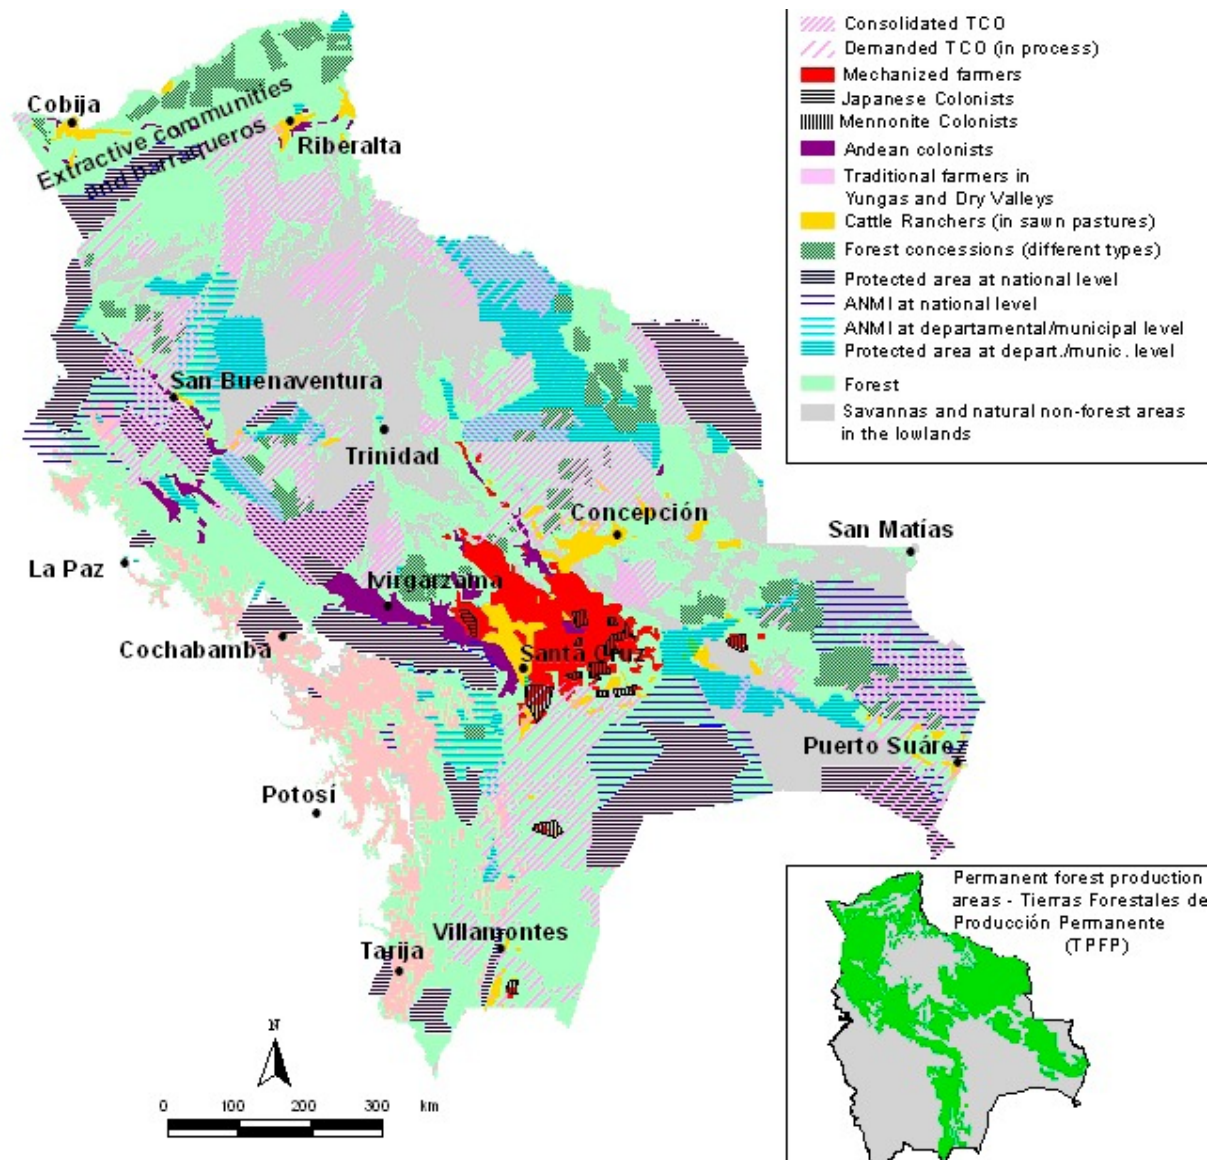 Consolidated TCO
Demanded TCO (in process)
Mechanized farmers
Japanese Colonists
Mennonite Colonists
Andean colonists
Traditional farmers in
Yungas and Dry Valleys
Cattle Ranchers (in sawn pastures)
Forest concessions (different types)
Protected area at national level
ANMI at national level
ANMI at departamental/municipal level
Protected area at depart./munic. level
Forest
Savannas and natural non-forest areas
in the lowlands
Cobija
Extractive communities
and Barraqueros
Riberalta
San Buenaventura
Trinidad
Concepción
San Matías
La Paz
Ivirgarzama
Cochabamba
Santa Cruz
Puerto Suárez
Potosí
Villamontes
Tarija
N
0 100 200 300 km
Permanent forest production
areas - Tierras Forestales de
Producción Permanente
(TPFP)